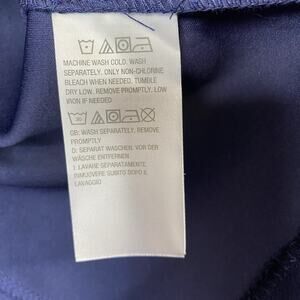 MACHINE WASH COLD. WASH
SEPARATELY. ONLY NON-CHLORINE
BLEACH WHEN NEEDED. TUMBLE
DRY LOW. REMOVE PROMPTLY. LOW
IRON IF NEEDED
30
GB: WASH SEPARATELY, REMOVE
PROMPTLY
D: SEPARAT WASCHEN. VOR DER
WÄSCHE ENTFERNEN
I: LAVARE SEPARATAMENTE.
RIMUOVERE SUBITO DOPO IL
LAVAGGIO